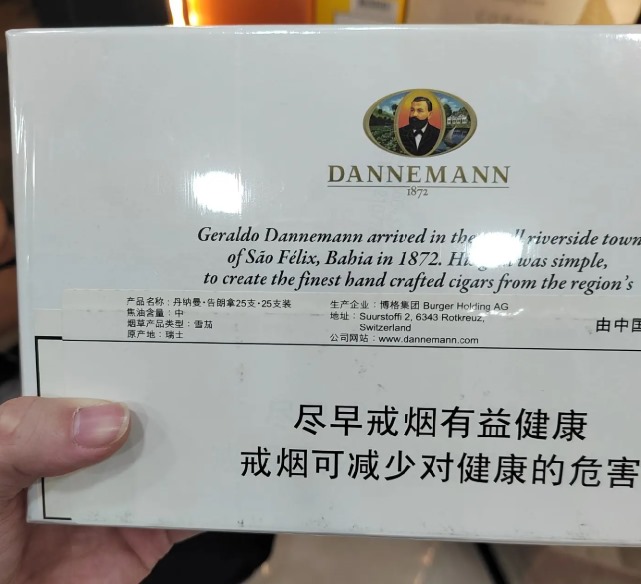 DANNEMANN
1872
Geraldo Dannemann arrived in the riverside town
of São Félix, Bahia in 1872. was simple,
to create the finest hand crafted cigars from the region's
产品名称：丹纳曼·告朗拿25支·25支装
焦油含量：中
烟草产品类型：雪茄
原产地：瑞士
生产企业：博格集团 Burger Holding AG
地址：Suurstoffi 2, 6343 Rotkreuz,
Switzerland
公司网站：www.dannemann.com
由中国
尽早戒烟有益健康
戒烟可减少对健康的危害